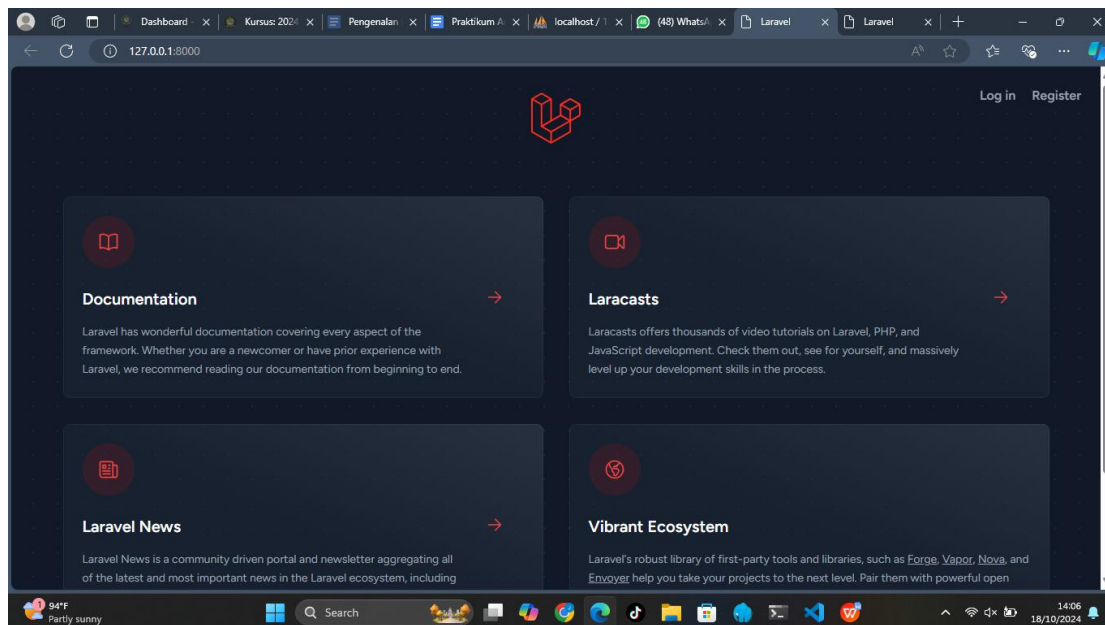 Dashboard -
Kursus: 2024
Pengenalan
Praktikum A
localhost / 1
(48) WhatsA
Laravel
Laravel
127.0.0.1:8000
Log in Register
Documentation
Laravel has wonderful documentation covering every aspect of the
framework. Whether you are a newcomer or have prior experience with
Laravel, we recommend reading our documentation from beginning to end.
Laracasts
Laracasts offers thousands of video tutorials on Laravel, PHP, and
JavaScript development. Check them out, see for yourself, and massively
level up your development skills in the process.
Laravel News
Laravel News is a community driven portal and newsletter aggregating all
of the latest and most important news in the Laravel ecosystem, including
Vibrant Ecosystem
Laravel's robust library of first-party tools and libraries, such as Forge, Vapor, Nova, and
Envoyer help you take your projects to the next level. Pair them with powerful open
1
94°F
Partly sunny
Search
14:06
18/10/2024